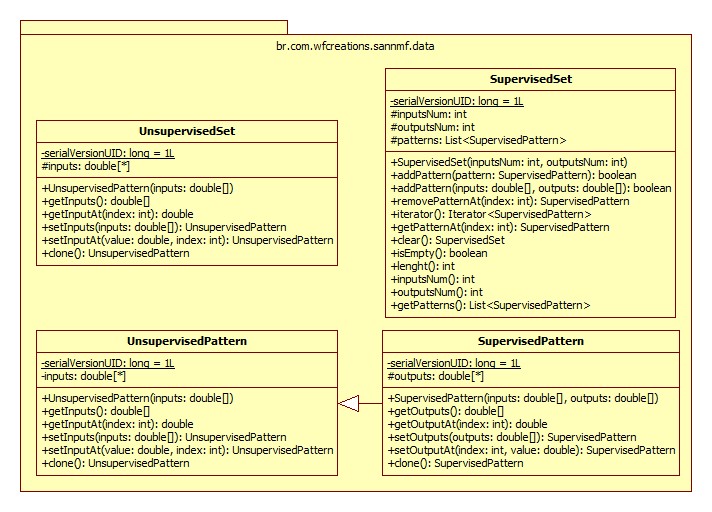 br.com.wfcreations.sannmf.data
UnsupervisedSet
-serialVersionUID: long = 1L
#inputs: double[*]
+UnsupervisedPattern(inputs: double[])
+getInputs(): double[]
+getInputAt(index: int): double
+setInputs(inputs: double[]): UnsupervisedPattern
+setInputAt(value: double, index: int): UnsupervisedPattern
+clone(): UnsupervisedPattern
SupervisedSet
-serialVersionUID: long = 1L
#inputsNum: int
#outputsNum: int
#patterns: List<SupervisedPattern>
+SupervisedSet(inputsNum: int, outputsNum: int)
+addPattern(pattern: SupervisedPattern): boolean
+addPattern(inputs: double[], outputs: double[]): boolean
+removePatternAt(index: int): SupervisedPattern
+iterator(): Iterator<SupervisedPattern>
+getPatternAt(index: int): SupervisedPattern
+clear(): SupervisedSet
+isEmpty(): boolean
+lenght(): int
+inputsNum(): int
+outputsNum(): int
+getPatterns(): List<SupervisedPattern>
UnsupervisedPattern
-serialVersionUID: long = 1L
-inputs: double[*]
+UnsupervisedPattern(inputs: double[])
+getInputs(): double[]
+getInputAt(index: int): double
+setInputs(inputs: double[]): UnsupervisedPattern
+setInputAt(value: double, index: int): UnsupervisedPattern
+clone(): UnsupervisedPattern
SupervisedPattern
-serialVersionUID: long = 1L
#outputs: double[*]
+SupervisedPattern(inputs: double[], outputs: double[])
+getOutputs(): double[]
+getOutputAt(index: int): double
+setOutputs(outputs: double[]): SupervisedPattern
+setOutputAt(index: int, value: double): SupervisedPattern
+clone(): SupervisedPattern